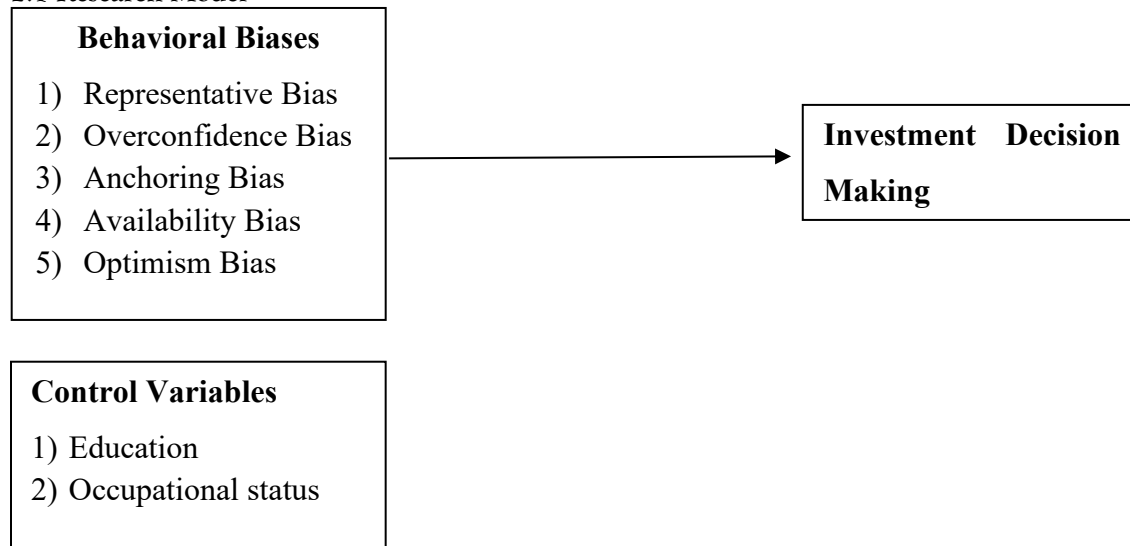 Behavioral Biases
1) Representative Bias
2) Overconfidence Bias
3) Anchoring Bias
4) Availability Bias
5) Optimism Bias
Investment Decision
Making
Control Variables
1) Education
2) Occupational status